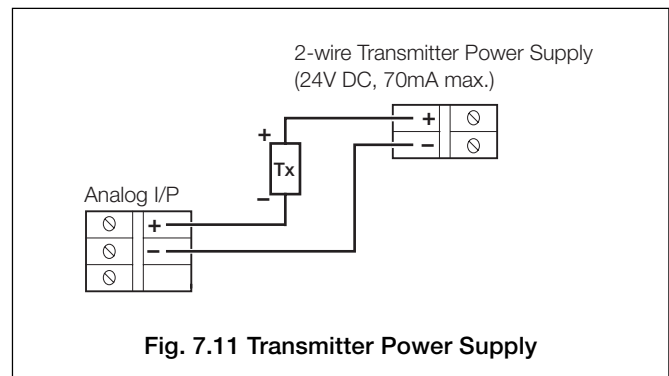 2-wire Transmitter Power Supply
(24V DC, 70mA max.)
+
–
+
Tx
–
Analog I/P
+
–
Fig. 7.11 Transmitter Power Supply